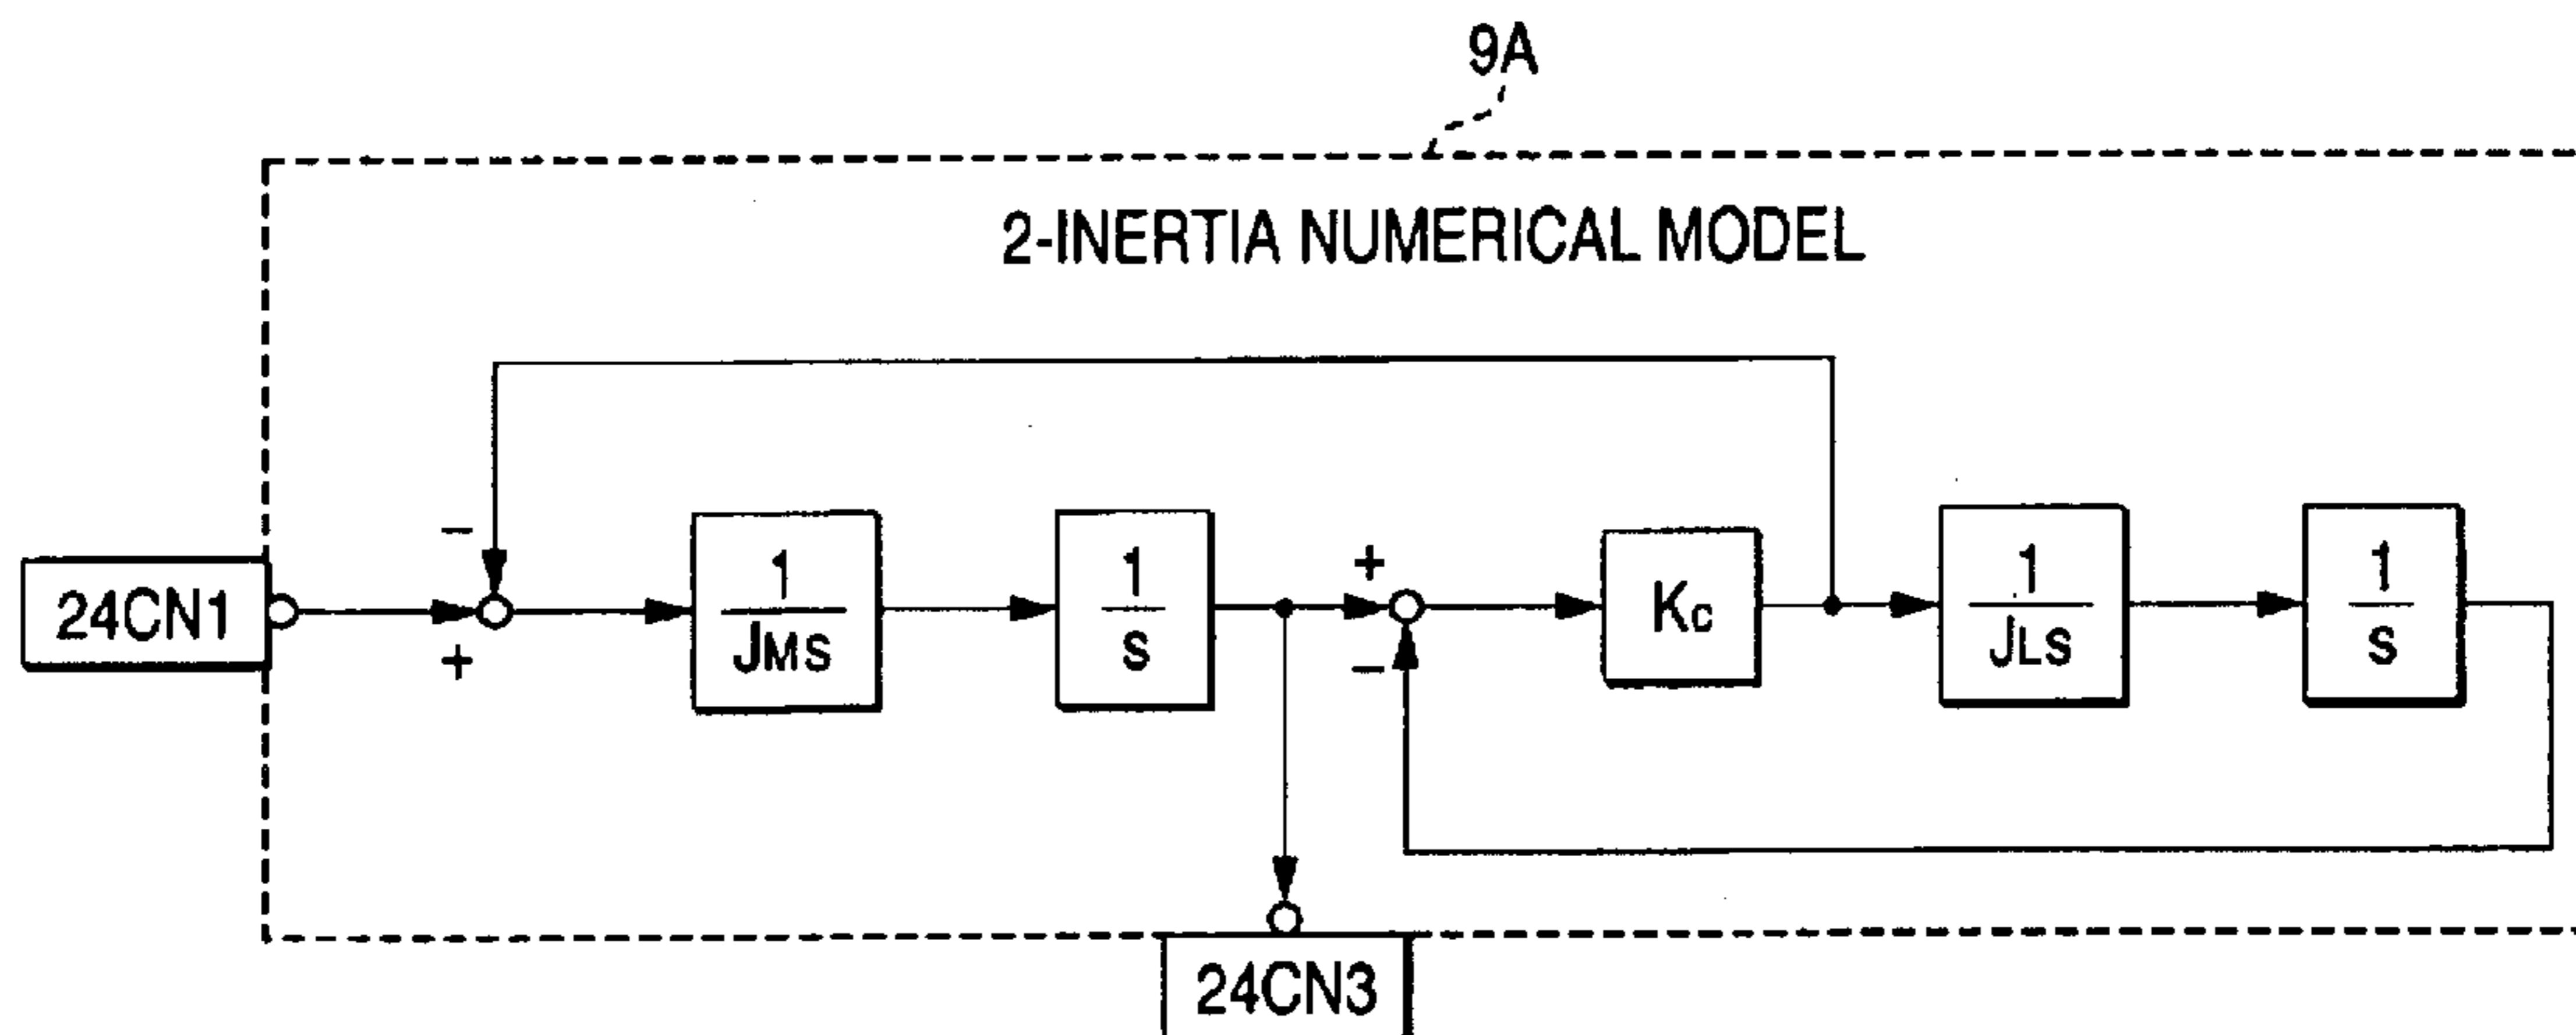 9A
2-INERTIA NUMERICAL MODEL
−
+
24CN1
1
JMs
1
s
+
−
Kc
1
JLs
1
s
24CN3